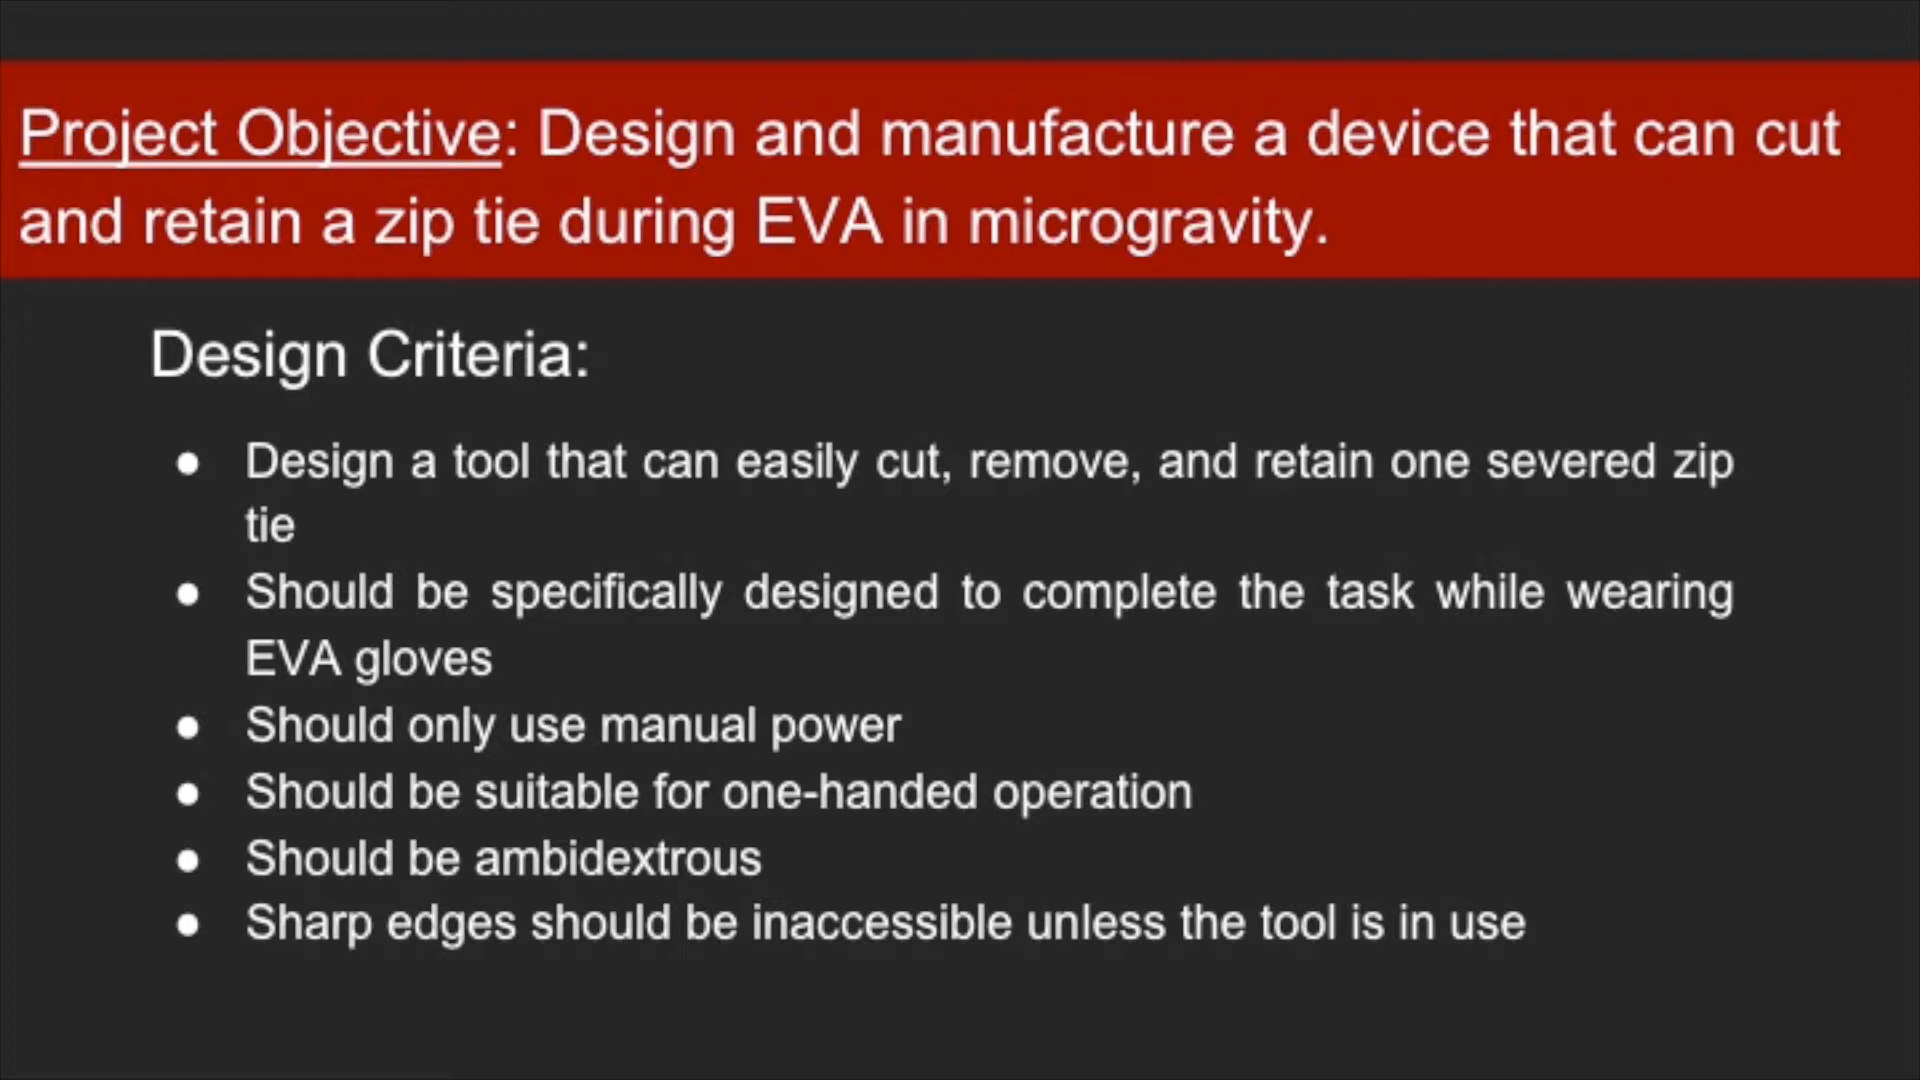 Project Objective: Design and manufacture a device that can cut
and retain a zip tie during EVA in microgravity.
Design Criteria:
● Design a tool that can easily cut, remove, and retain one severed zip
tie
● Should be specifically designed to complete the task while wearing
EVA gloves
● Should only use manual power
● Should be suitable for one-handed operation
● Should be ambidextrous
● Sharp edges should be inaccessible unless the tool is in use